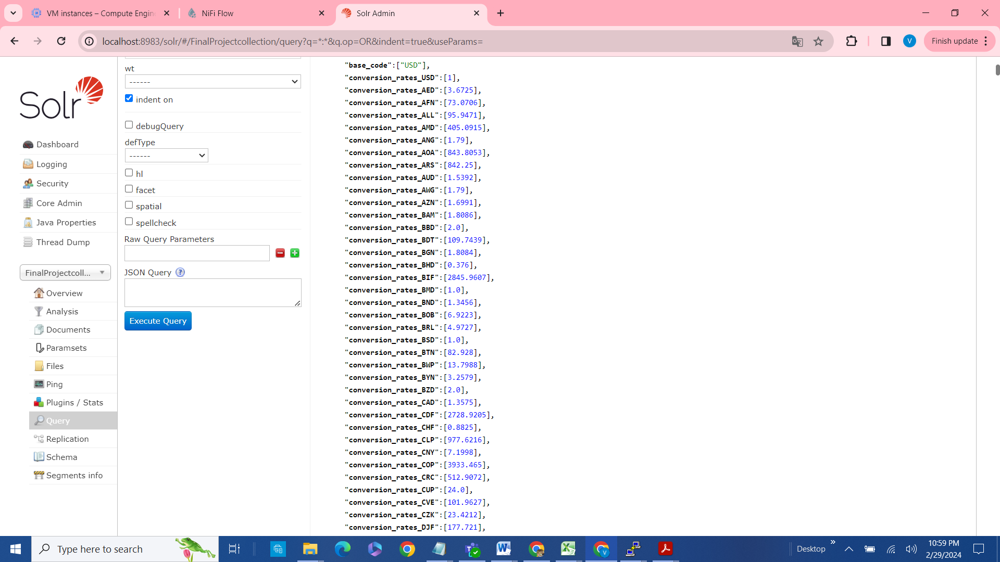 VM instances – Compute Engin
NiFi Flow
Solr Admin
localhost:8983/solr/#/FinalProjectcollection/query?q=*:*&q.op=OR&indent=true&useParams=
V
Finish update
Solr
Dashboard
Logging
Security
Core Admin
Java Properties
Thread Dump
FinalProjectcoll...
Overview
Analysis
Documents
Paramsets
Files
Ping
Plugins / Stats
Query
Replication
Schema
Segments info
wt
------
indent on
debugQuery
defType
------
hl
facet
spatial
spellcheck
Raw Query Parameters
JSON Query ?
Execute Query
"base_code":["USD"],
"conversion_rates_USD":[1],
"conversion_rates_AED":[3.6725],
"conversion_rates_AFN":[73.0706],
"conversion_rates_ALL":[95.9471],
"conversion_rates_AMD":[405.0915],
"conversion_rates_ANG":[1.79],
"conversion_rates_AOA":[843.8053],
"conversion_rates_ARS":[842.25],
"conversion_rates_AUD":[1.5392],
"conversion_rates_AWG":[1.79],
"conversion_rates_AZN":[1.6991],
"conversion_rates_BAM":[1.8086],
"conversion_rates_BBD":[2.0],
"conversion_rates_BDT":[109.7439],
"conversion_rates_BGN":[1.8084],
"conversion_rates_BHD":[0.376],
"conversion_rates_BIF":[2845.9607],
"conversion_rates_BMD":[1.0],
"conversion_rates_BND":[1.3456],
"conversion_rates_BOB":[6.9223],
"conversion_rates_BRL":[4.9727],
"conversion_rates_BSD":[1.0],
"conversion_rates_BTN":[82.928],
"conversion_rates_BWP":[13.7988],
"conversion_rates_BYN":[3.2579],
"conversion_rates_BZD":[2.0],
"conversion_rates_CAD":[1.3575],
"conversion_rates_CDF":[2728.9205],
"conversion_rates_CHF":[0.8825],
"conversion_rates_CLP":[977.6216],
"conversion_rates_CNY":[7.1998],
"conversion_rates_COP":[3933.465],
"conversion_rates_CRC":[512.9072],
"conversion_rates_CUP":[24.0],
"conversion_rates_CVE":[101.9627],
"conversion_rates_CZK":[23.4212],
"conversion_rates_DJF":[177.721],
Type here to search
Desktop
10:59 PM
2/29/2024